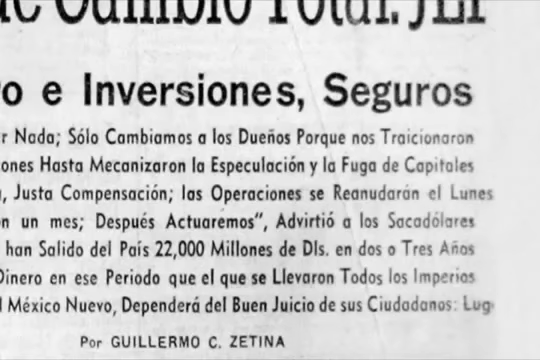 de Cambio Total: JLP
o e Inversiones, Seguros
r Nada; Sólo Cambiamos a los Dueños Porque nos Traicionaron
ones Hasta Mecanizaron la Especulación y la Fuga de Capitales
, Justa Compensación; las Operaciones se Reanudarán el Lunes
n un mes; Después Actuaremos”, Advirtió a los Sacadólares
han Salido del País 22,000 Millones de Dls. en dos o Tres Años
Dinero en ese Periodo que el que se Llevaron Todos los Imperios
l México Nuevo, Dependerá del Buen Juicio de sus Ciudadanos: Lug
Por GUILLERMO C. ZETINA